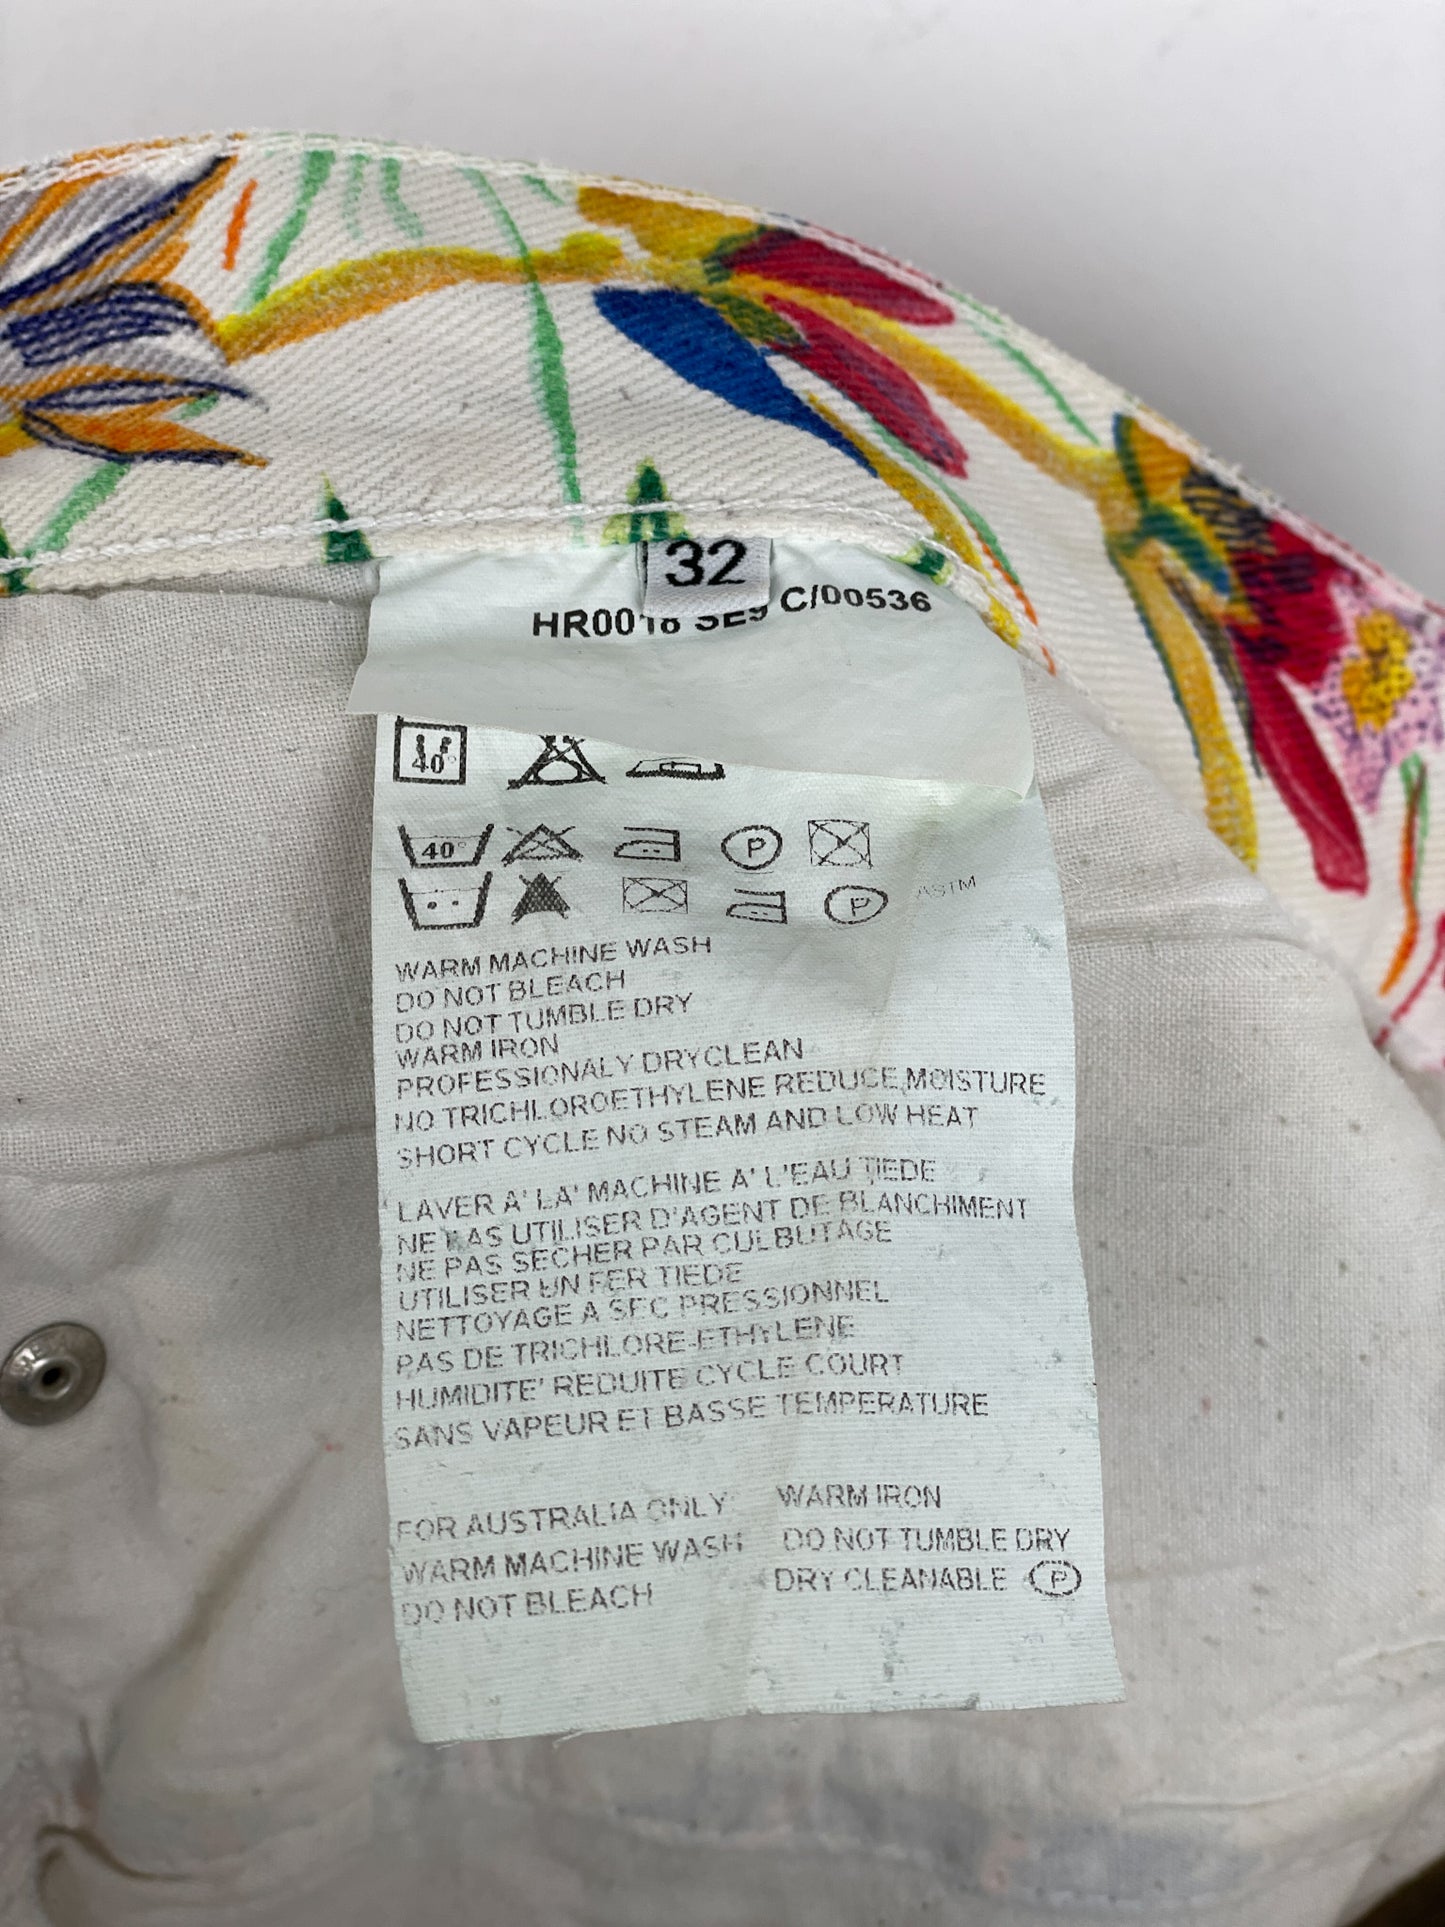 32
HR0018 SE9 C/00536
40°
40° P
P ASTM
WARM MACHINE WASH
DO NOT BLEACH
DO NOT TUMBLE DRY
WARM IRON
PROFESSIONALY DRYCLEAN
NO TRICHLOROETHYLENE REDUCE MOISTURE
SHORT CYCLE NO STEAM AND LOW HEAT
LAVER A' LA' MACHINE A' L'EAU TIEDE
NE PAS UTILISER D'AGENT DE BLANCHIMENT
NE PAS SECHER PAR CULBUTAGE
UTILISER UN FER TIEDE
NETTOYAGE A SEC PRESSIONNEL
PAS DE TRICHLORE-ETHYLENE
HUMIDITE' REDUITE CYCLE COURT
SANS VAPEUR ET BASSE TEMPERATURE
FOR AUSTRALIA ONLY
WARM MACHINE WASH
DO NOT BLEACH
WARM IRON
DO NOT TUMBLE DRY
DRY CLEANABLE P